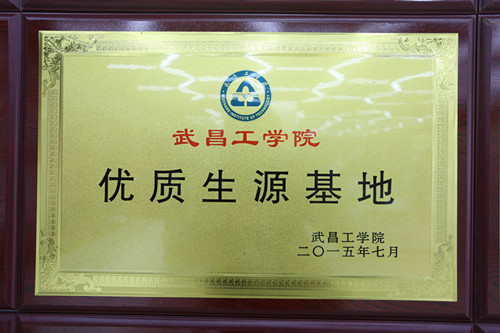 武昌工学院
优质生源基地
武昌工学院
二〇一五年七月